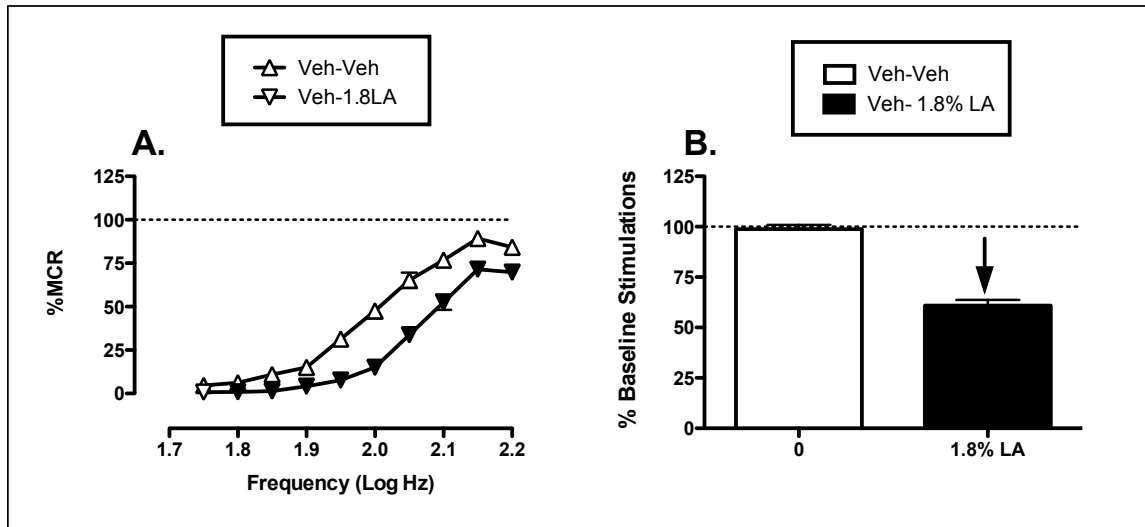 Veh-Veh
Veh-1.8LA
A.
125
100
75
50
25
0
%MCR
1.7 1.8 1.9 2.0 2.1 2.2
Frequency (Log Hz)
Veh-Veh
Veh- 1.8% LA
B.
125
100
75
50
25
0
% Baseline Stimulations
0 1.8% LA